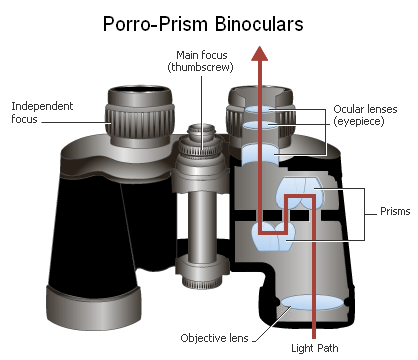 Porro-Prism Binoculars
Main focus
(thumbscrew)
Independent
focus
Ocular lenses
(eyepiece)
Prisms
Objective lens
Light Path